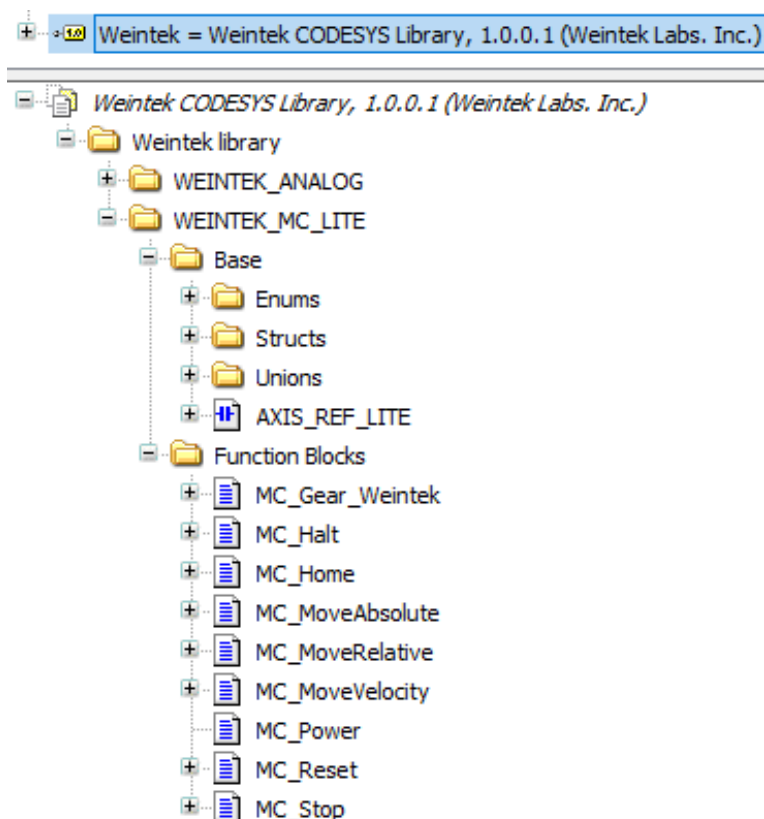 1.0 Weintek = Weintek CODESYS Library, 1.0.0.1 (Weintek Labs. Inc.)
Weintek CODESYS Library, 1.0.0.1 (Weintek Labs. Inc.)
Weintek library
WEINTEK_ANALOG
WEINTEK_MC_LITE
Base
Enums
Structs
Unions
AXIS_REF_LITE
Function Blocks
MC_Gear_Weintek
MC_Halt
MC_Home
MC_MoveAbsolute
MC_MoveRelative
MC_MoveVelocity
MC_Power
MC_Reset
MC_Stop